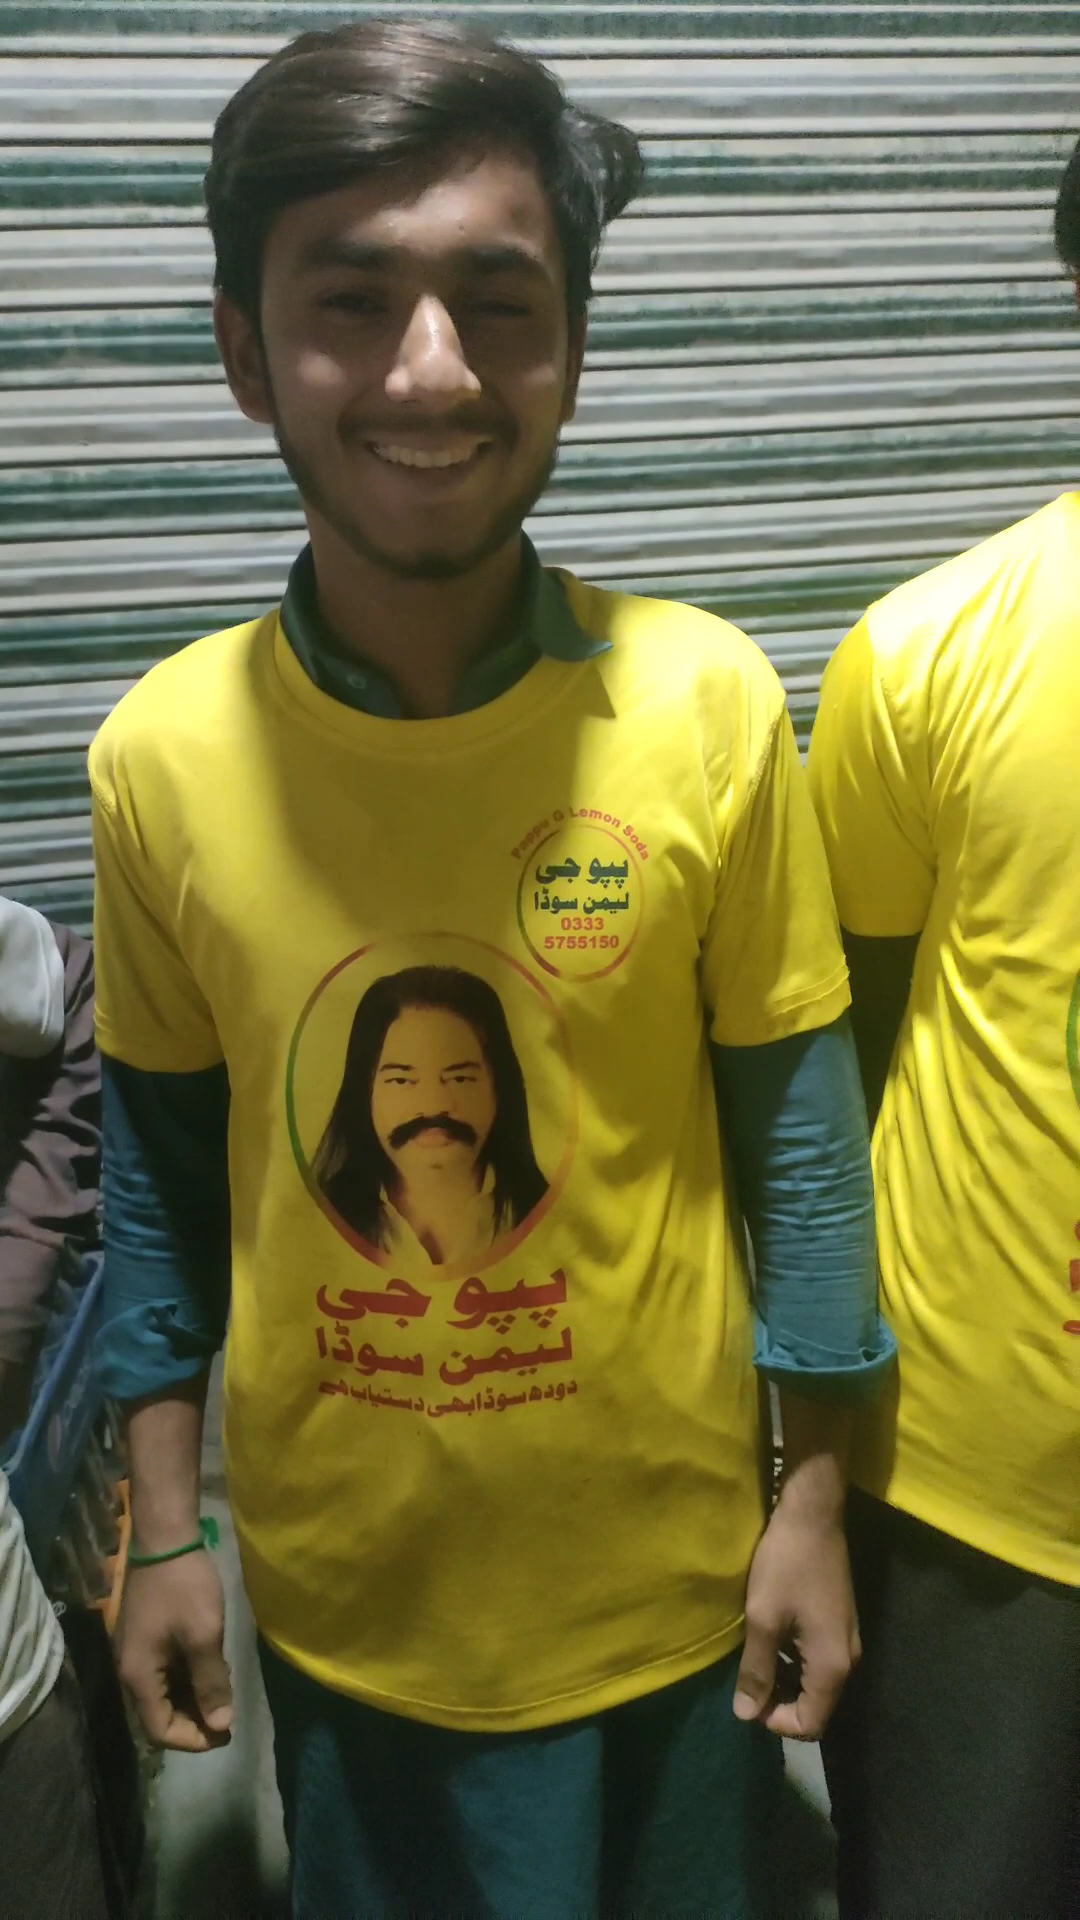 Pappu G Lemon Soda
پپو جی
لیمن سوڈا
0333
5755150
پپو جی
لیمن سوڈا
دودھ سوڈا بھی دستیاب ہے